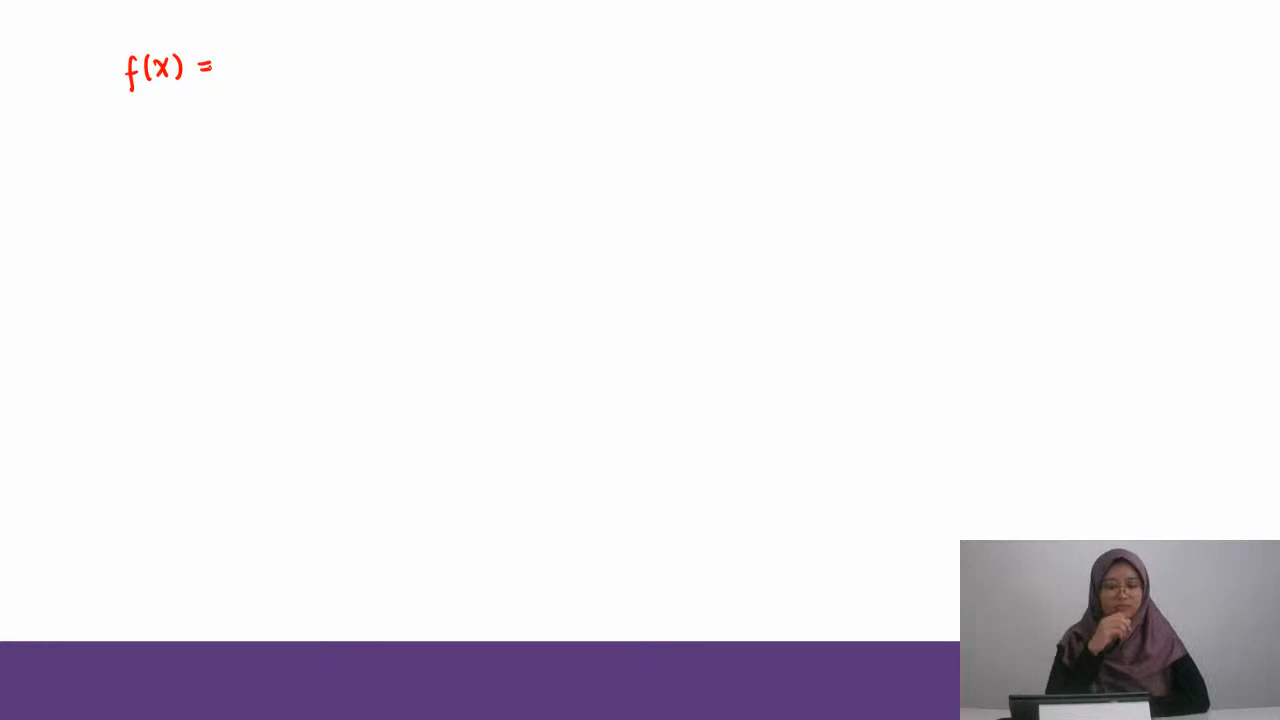 f(x) =